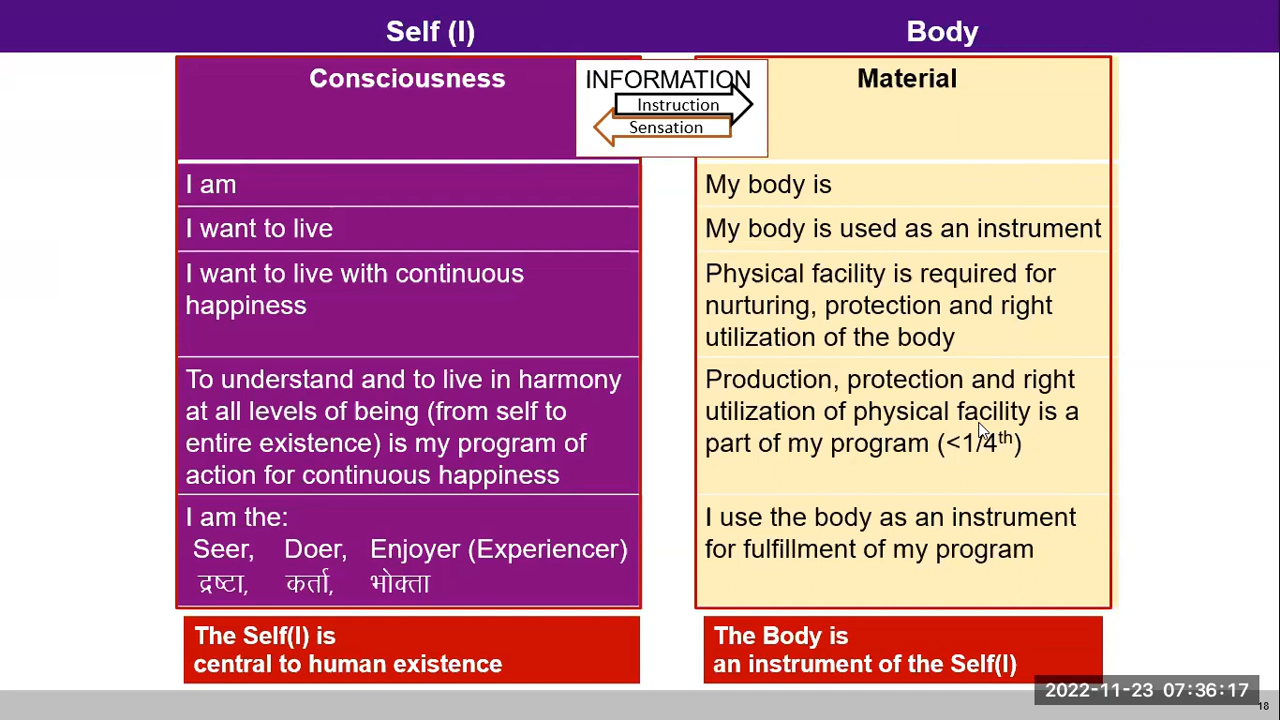 Self (I)
Body
Consciousness
INFORMATION
Instruction
Sensation
Material
I am
My body is
I want to live
My body is used as an instrument
I want to live with continuous
happiness
Physical facility is required for
nurturing, protection and right
utilization of the body
To understand and to live in harmony
at all levels of being (from self to
entire existence) is my program of
action for continuous happiness
Production, protection and right
utilization of physical facility is a
part of my program (<1/4th)
I am the:
Seer, Doer, Enjoyer (Experiencer)
द्रष्टा, कर्ता, भोक्ता
I use the body as an instrument
for fulfillment of my program
The Self(I) is
central to human existence
The Body is
an instrument of the Self(I)
2022-11-23 07:36:17
18